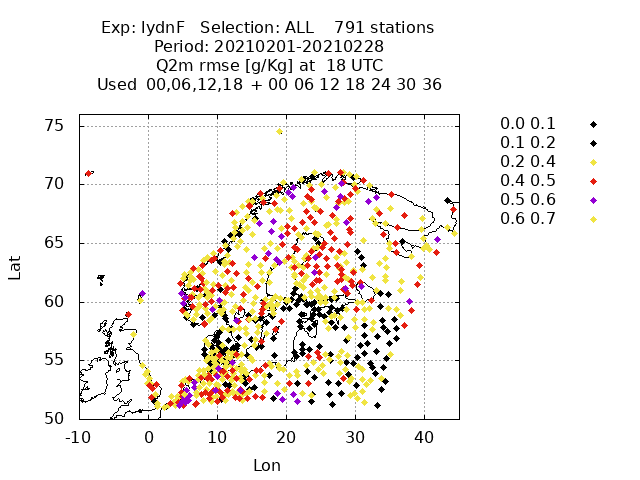 Exp: IydnF Selection: ALL 791 stations
Period: 20210201-20210228
Q2m rmse [g/Kg] at 18 UTC
Used 00,06,12,18 + 00 06 12 18 24 30 36
75
70
65
60
55
50
Lat
-10 0 10 20 30 40
Lon
0.0 0.1
0.1 0.2
0.2 0.4
0.4 0.5
0.5 0.6
0.6 0.7